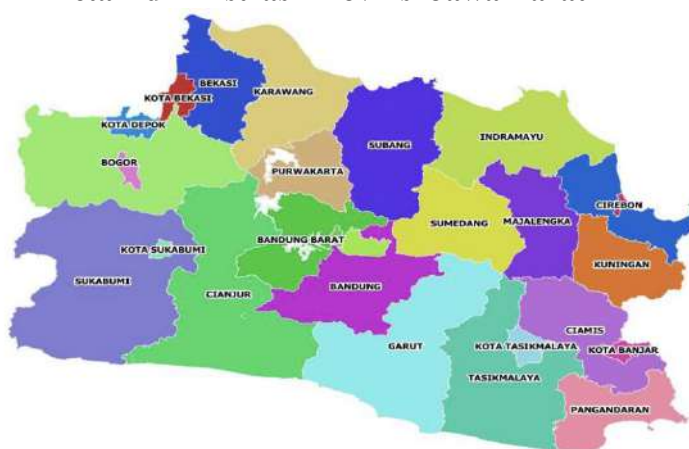 BEKASI
KOTA BEKASI
KARAWANG
KOTA DEPOK
BOGOR
PURWAKARTA
SUBANG
INDRAMAYU
CIREBON
SUMEDANG
MAJALENGKA
KOTA SUKABUMI
BANDUNG BARAT
KUNINGAN
SUKABUMI
CIANJUR
BANDUNG
CIAMIS
GARUT
KOTA TASIKMALAYA
KOTA BANJAR
TASIKMALAYA
PANGANDARAN